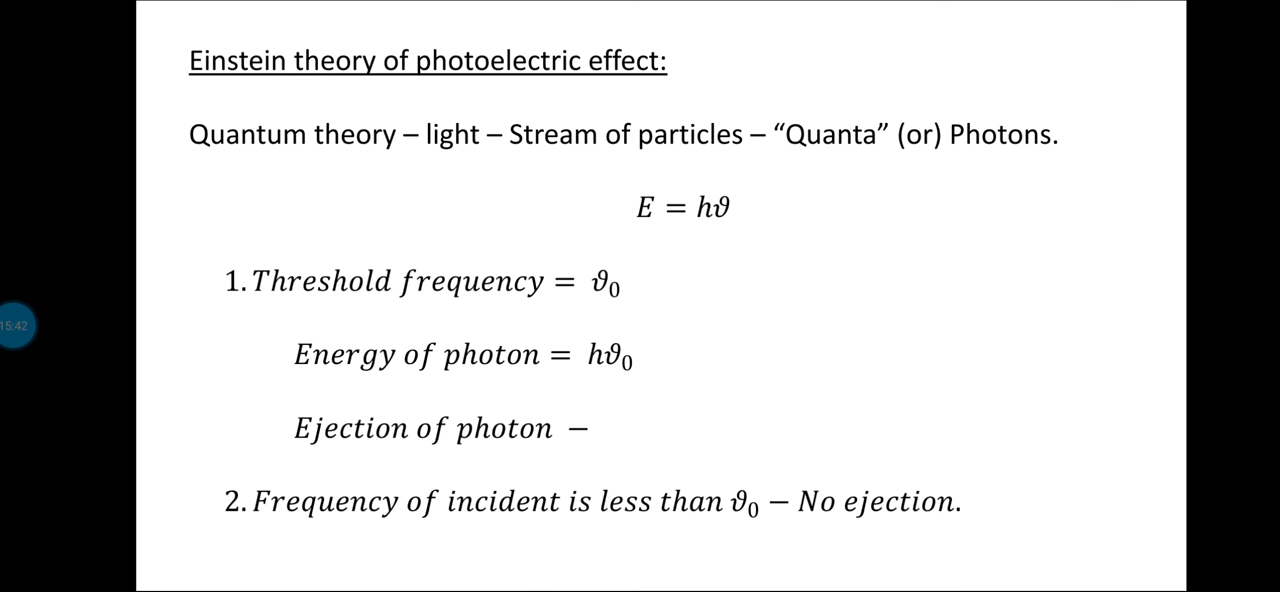 Einstein theory of photoelectric effect:
Quantum theory – light – Stream of particles – “Quanta” (or) Photons.
E = hϑ
1. Threshold frequency = ϑ₀
Energy of photon = hϑ₀
Ejection of photon −
15:42
2. Frequency of incident is less than ϑ₀ − No ejection.